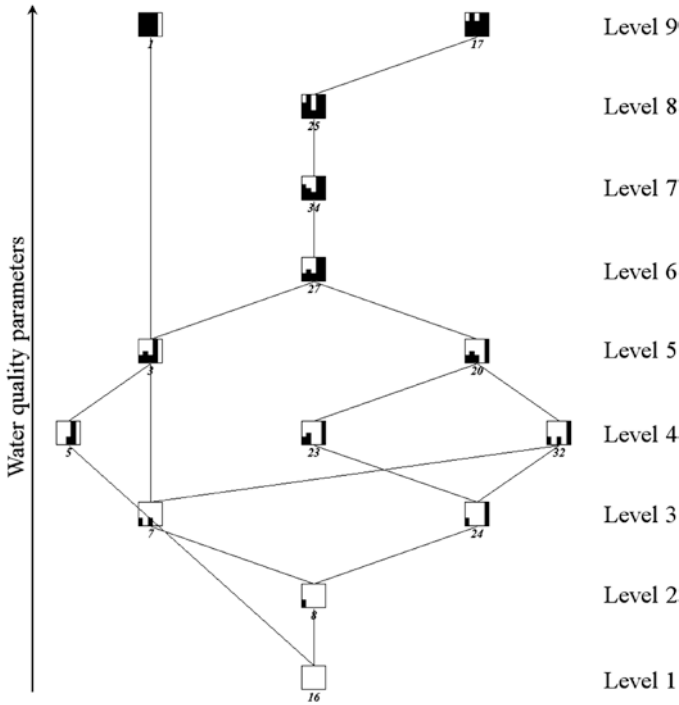 Level 9
1
17
Level 8
25
Level 7
34
Level 6
27
Level 5
3
20
Level 4
5
23
32
Level 3
7
24
Level 2
8
Level 1
16
Water quality parameters